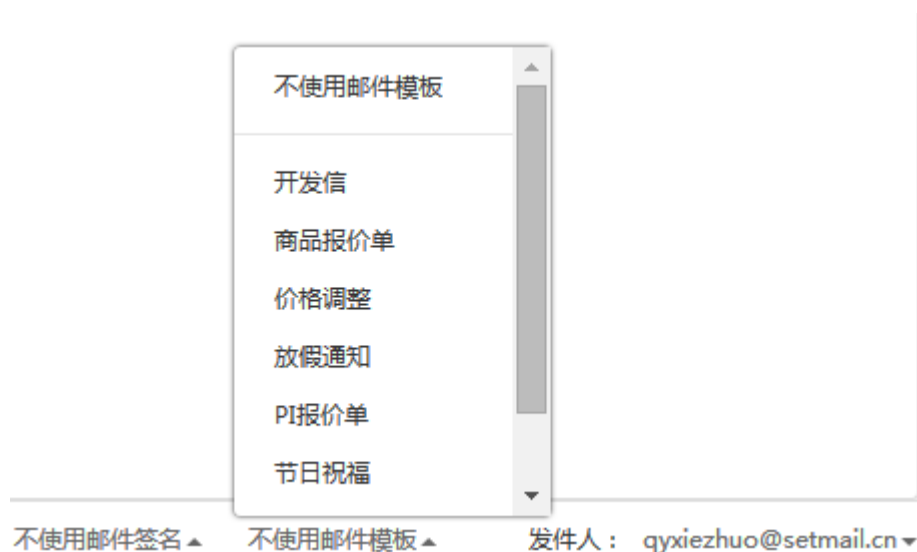 不使用邮件模板
开发信
商品报价单
价格调整
放假通知
PI报价单
节日祝福
不使用邮件签名 不使用邮件模板 发件人： qyxiezhuo@setmail.cn